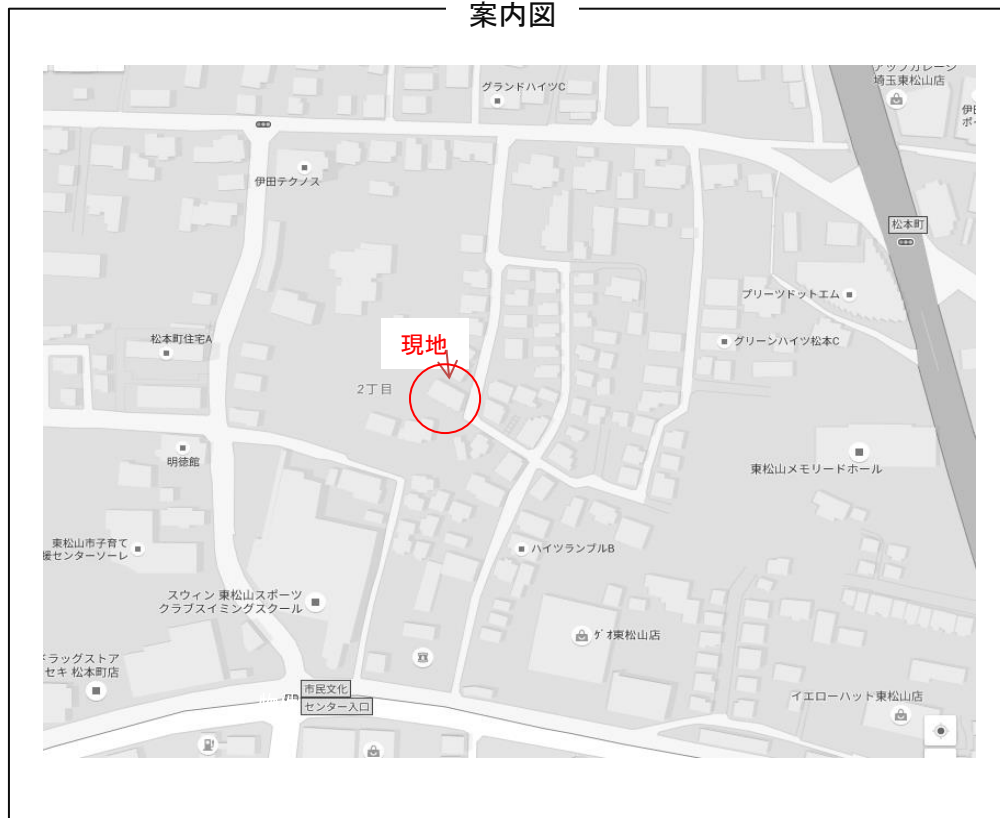 案内図
グランドハイツC
アップガレージ
埼玉東松山店
伊田テクノス
松本町
プリーツドットエム
松本町住宅A
グリーンハイツ松本C
現地
2丁目
明徳館
東松山メモリードホール
東松山市子育て
援センターソーレ
ハイツランブルB
スウィン 東松山スポーツ
クラブスイミングスクール
ゲオ東松山店
ドラッグストア
セキ 松本町店
市民文化
センター入口
イエローハット東松山店